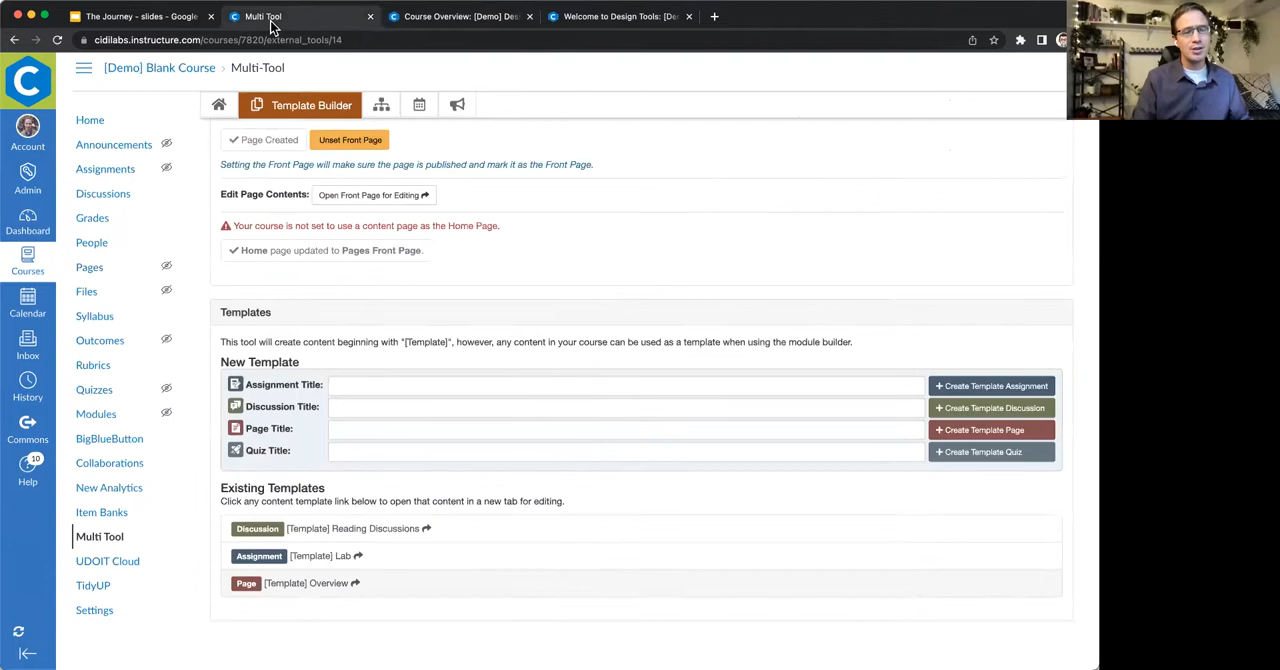 The Journey - slides - Google
Multi Tool
Course Overview: [Demo] Des
Welcome to Design Tools: [De
cidilabs.instructure.com/courses/7820/external_tools/14
[Demo] Blank Course › Multi-Tool
Template Builder
Account
Admin
Dashboard
Courses
Calendar
Inbox
History
Commons
10
Help
Home
Announcements
Assignments
Discussions
Grades
People
Pages
Files
Syllabus
Outcomes
Rubrics
Quizzes
Modules
BigBlueButton
Collaborations
New Analytics
Item Banks
Multi Tool
UDOIT Cloud
TidyUP
Settings
Page Created
Unset Front Page
Setting the Front Page will make sure the page is published and mark it as the Front Page.
Edit Page Contents: Open Front Page for Editing
Your course is not set to use a content page as the Home Page.
Home page updated to Pages Front Page.
Templates
This tool will create content beginning with "[Template]", however, any content in your course can be used as a template when using the module builder.
New Template
Assignment Title: + Create Template Assignment
Discussion Title: + Create Template Discussion
Page Title: + Create Template Page
Quiz Title: + Create Template Quiz
Existing Templates
Click any content template link below to open that content in a new tab for editing.
Discussion [Template] Reading Discussions
Assignment [Template] Lab
Page [Template] Overview